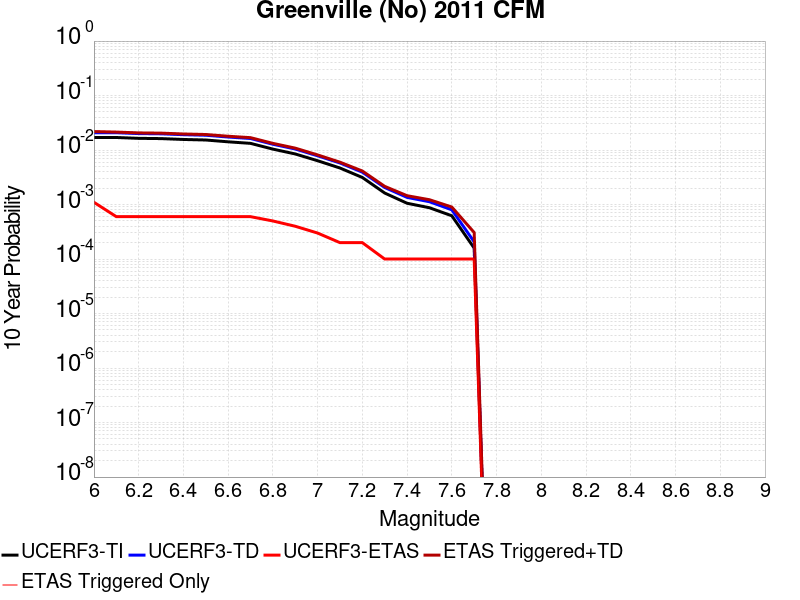 Greenville (No) 2011 CFM
10^0
10^-1
10^-2
10^-3
10^-4
10^-5
10^-6
10^-7
10^-8
10 Year Probability
6 6.2 6.4 6.6 6.8 7 7.2 7.4 7.6 7.8 8 8.2 8.4 8.6 8.8 9
Magnitude
UCERF3-TI UCERF3-TD UCERF3-ETAS ETAS Triggered+TD
ETAS Triggered Only